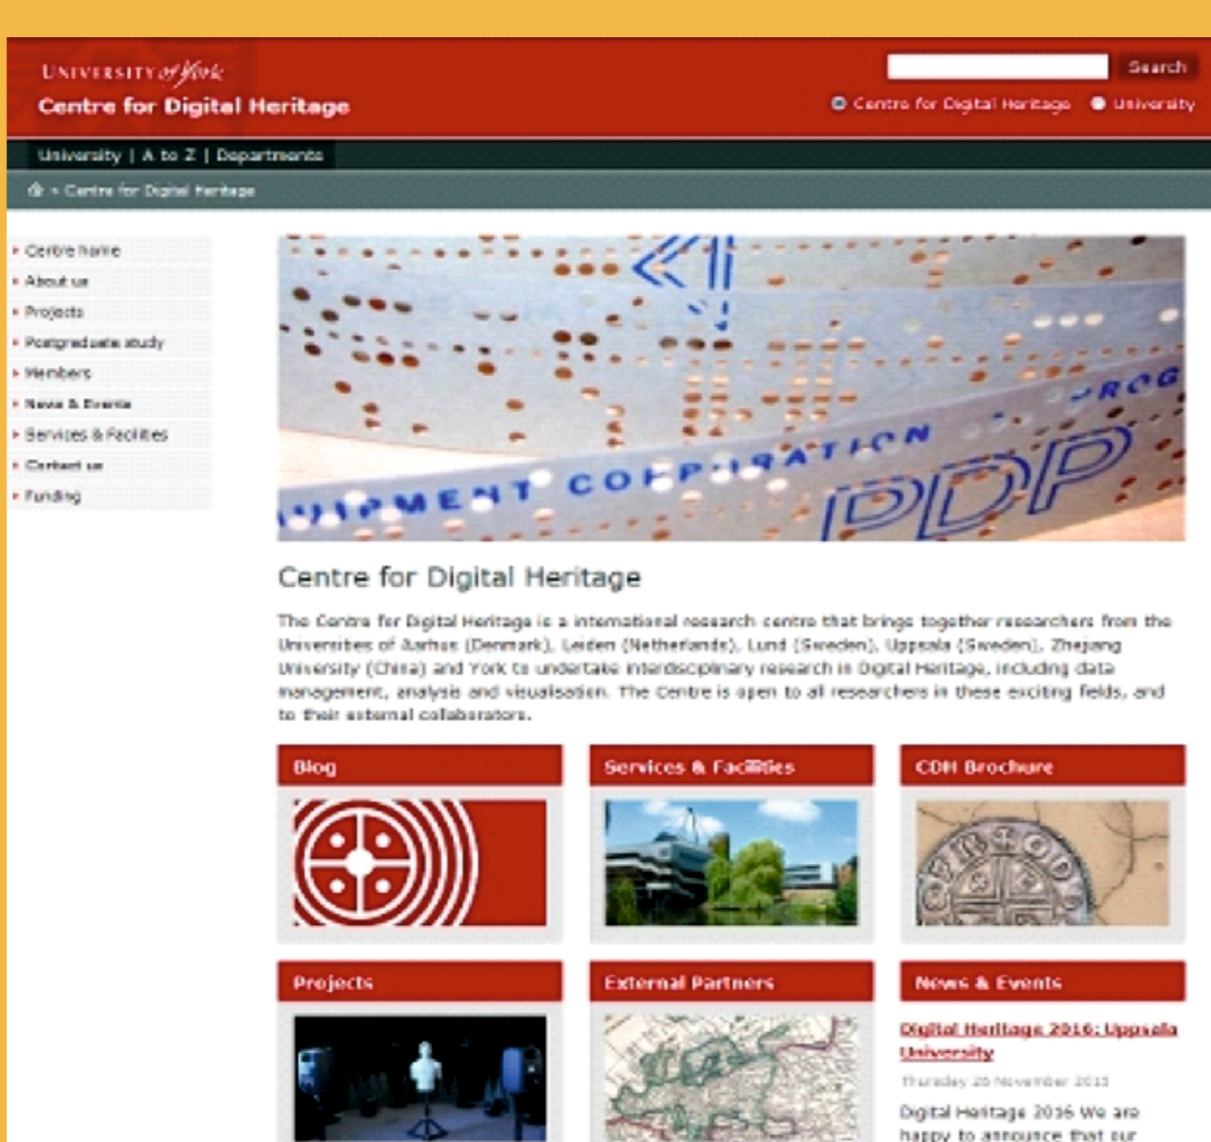 UNIVERSITY of York
Centre for Digital Heritage
Search
Centre for Digital Heritage University
University | A to Z | Departments
» Centre for Digital Heritage
Centre home
About us
Projects
Postgraduate study
Members
News & Events
Services & Facilities
Contact us
Funding
PROG
UIPMENT CORPORATION
PDP
Centre for Digital Heritage
The Centre for Digital Heritage is a international research centre that brings together researchers from the
Universities of Aarhus (Denmark), Leiden (Netherlands), Lund (Sweden), Uppsala (Sweden), Zhejang
University (China) and York to undertake interdisciplinary research in Digital Heritage, including data
management, analysis and visualisation. The Centre is open to all researchers in these exciting fields, and
to their external collaborators.
Blog
Services & Facilities
CDH Brochure
Projects
External Partners
News & Events
Digital Heritage 2016: Uppsala
University
Thursday 26 November 2015
Digital Heritage 2016 We are
happy to announce that our